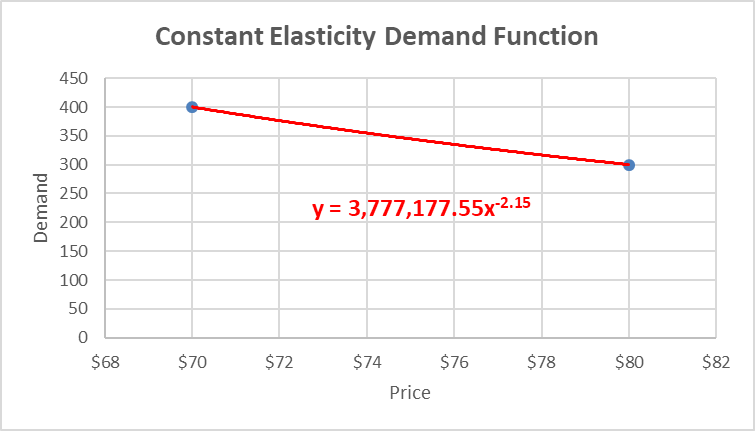 Constant Elasticity Demand Function
450
400
350
300
250
200
150
100
50
0
Demand
y = 3,777,177.55x⁻²·¹⁵
$68 $70 $72 $74 $76 $78 $80 $82
Price